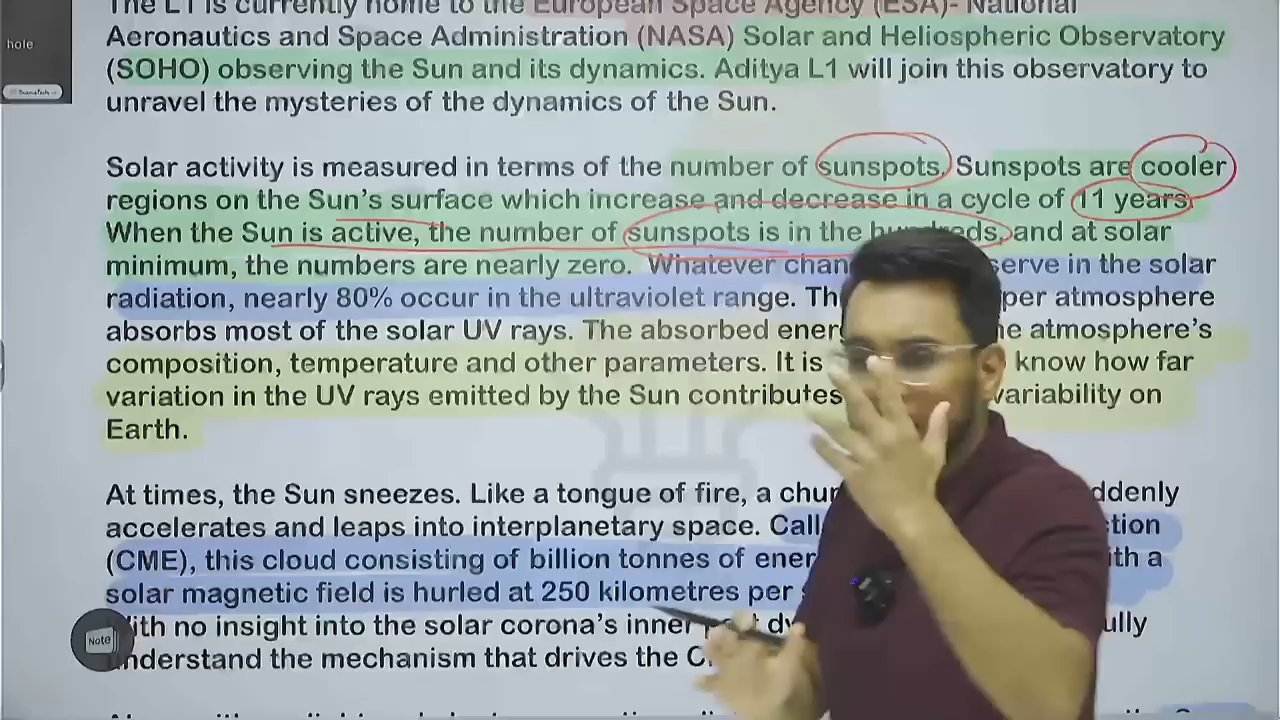 hole
The L1 is currently home to the European Space Agency (ESA)- National
Aeronautics and Space Administration (NASA) Solar and Heliospheric Observatory
(SOHO) observing the Sun and its dynamics. Aditya L1 will join this observatory to
unravel the mysteries of the dynamics of the Sun.
Solar activity is measured in terms of the number of sunspots. Sunspots are cooler
regions on the Sun's surface which increase and decrease in a cycle of 11 years.
When the Sun is active, the number of sunspots is in the hundreds, and at solar
minimum, the numbers are nearly zero. Whatever chan serve in the solar
radiation, nearly 80% occur in the ultraviolet range. Th per atmosphere
absorbs most of the solar UV rays. The absorbed ener e atmosphere's
composition, temperature and other parameters. It is know how far
variation in the UV rays emitted by the Sun contributes variability on
Earth.
At times, the Sun sneezes. Like a tongue of fire, a chu ddenly
accelerates and leaps into interplanetary space. Call tion
(CME), this cloud consisting of billion tonnes of ener ith a
solar magnetic field is hurled at 250 kilometres per
ith no insight into the solar corona's inner ully
Note
nderstand the mechanism that drives the C